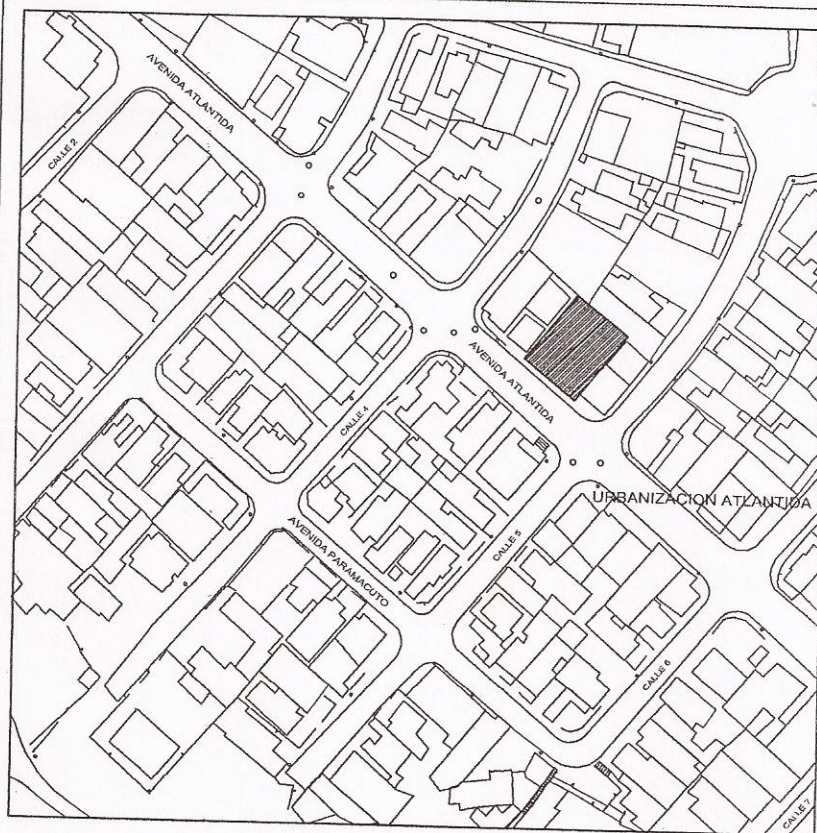 AVENIDA ATLANTIDA
CALLE 2
AVENIDA ATLANTIDA
CALLE 4
URBANIZACION ATLANTIDA
CALLE 5
AVENIDA PARAMACUTO
CALLE 6
CALLE 7